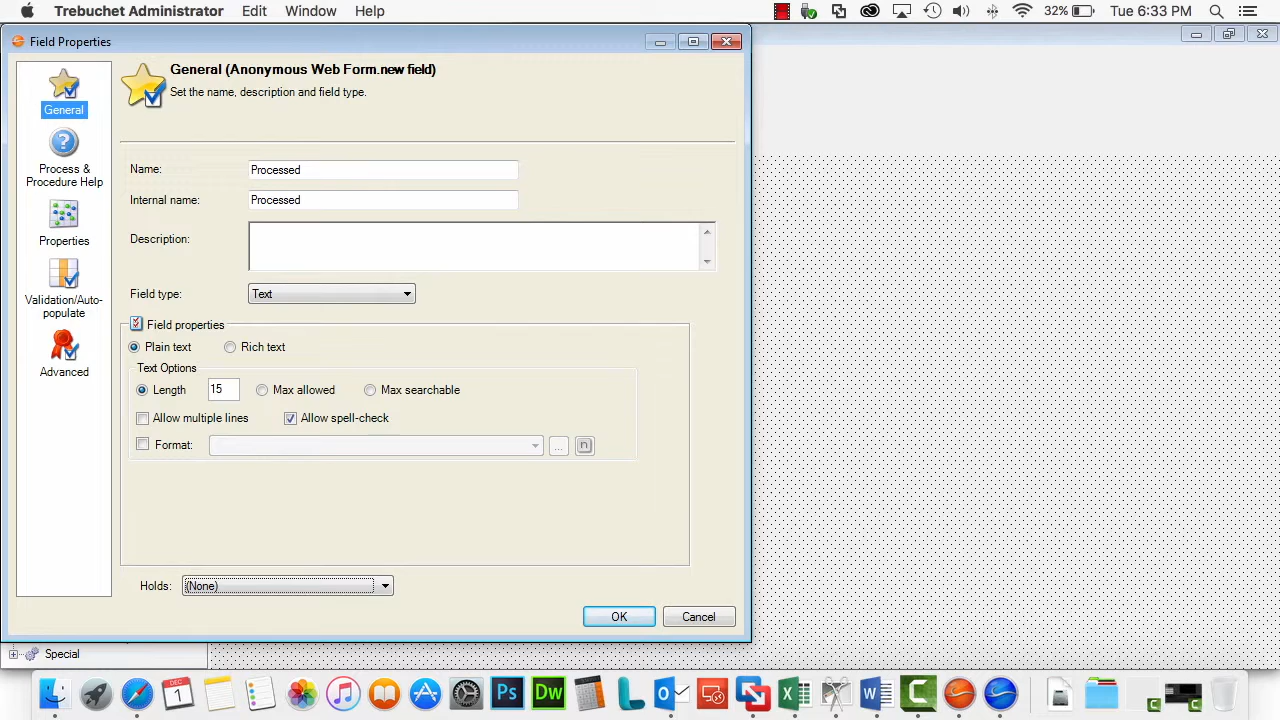 Trebuchet Administrator Edit Window Help 32% Tue 6:33 PM
Field Properties
General (Anonymous Web Form.new field)
Set the name, description and field type.
General
Process &
Procedure Help
Properties
Validation/Auto-
populate
Advanced
Name: Processed
Internal name: Processed
Description:
Field type: Text
Field properties
Plain text Rich text
Text Options
Length 15 Max allowed Max searchable
Allow multiple lines Allow spell-check
Format: ... n
Holds: (None)
OK Cancel
Special
DEC
1
Ps
Dw